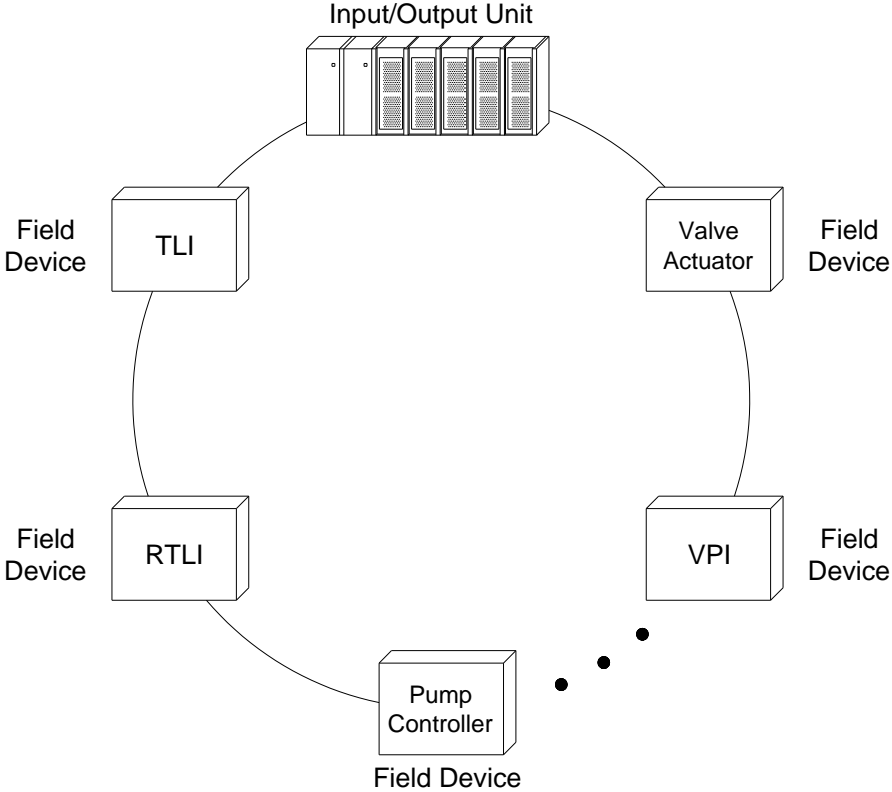 Input/Output Unit
Field
Device
TLI
Valve
Actuator
Field
Device
Field
Device
RTLI
VPI
Field
Device
Pump
Controller
Field Device